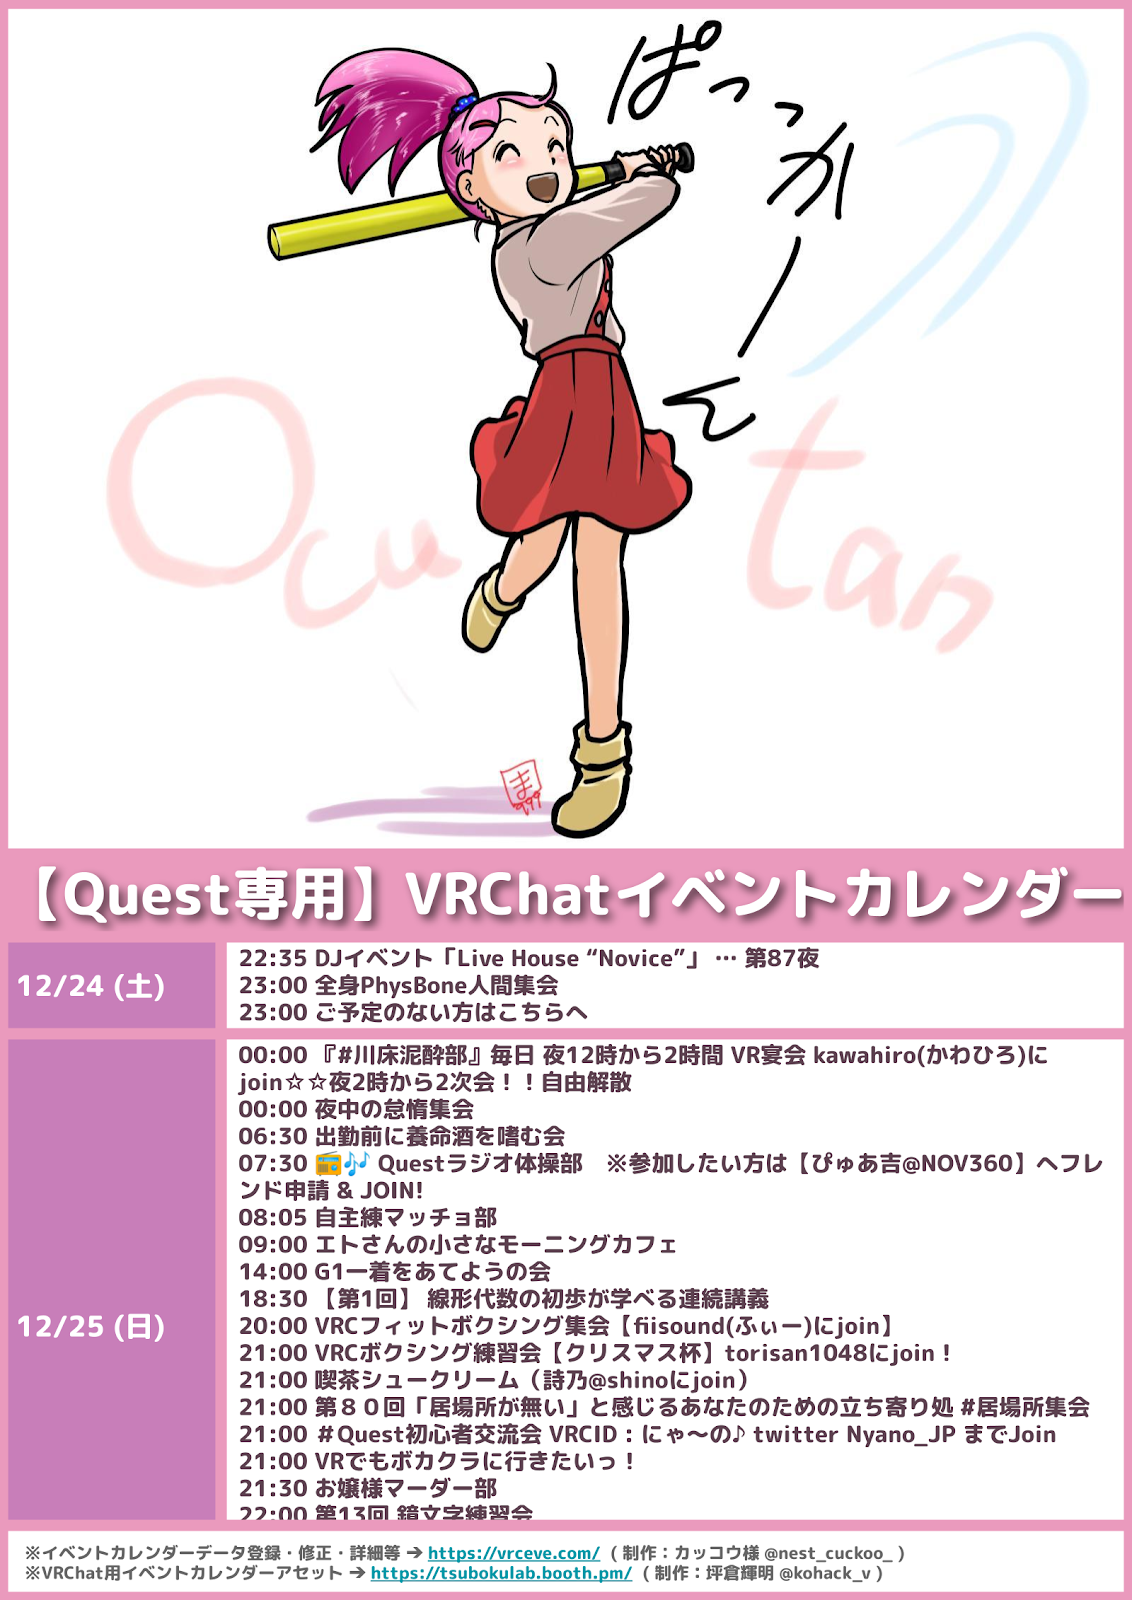 ぱっかーん
Qcu tan
ま
999
【Quest専用】VRChatイベントカレンダー
12/24 (土)
22:35 DJイベント「Live House “Novice”」 … 第87夜
23:00 全身PhysBone人間集会
23:00 ご予定のない方はこちらへ
12/25 (日)
00:00 『#川床泥酔部』毎日 夜12時から2時間 VR宴会 kawahiro(かわひろ)に
join☆☆夜2時から2次会！！自由解散
00:00 夜中の怠惰集会
06:30 出勤前に養命酒を嗜む会
07:30 📻🎶 Questラジオ体操部　※参加したい方は【ぴゅあ吉@NOV360】へフレ
ンド申請 & JOIN!
08:05 自主練マッチョ部
09:00 エトさんの小さなモーニングカフェ
14:00 G1一着をあてようの会
18:30 【第1回】 線形代数の初歩が学べる連続講義
20:00 VRCフィットボクシング集会【fiisound(ふぃー)にjoin】
21:00 VRCボクシング練習会【クリスマス杯】torisan1048にjoin！
21:00 喫茶シュークリーム（詩乃@shinoにjoin）
21:00 第８０回「居場所が無い」と感じるあなたのための立ち寄り処 #居場所集会
21:00 ＃Quest初心者交流会 VRCID：にゃ～の♪ twitter Nyano_JP までJoin
21:00 VRでもボカクラに行きたいっ！
21:30 お嬢様マーダー部
22:00 第13回 鏡文字練習会
※イベントカレンダーデータ登録・修正・詳細等 → https://vrceve.com/ ( 制作：カッコウ様 @nest_cuckoo_ )
※VRChat用イベントカレンダーアセット → https://tsubokulab.booth.pm/ ( 制作：坪倉輝明 @kohack_v )